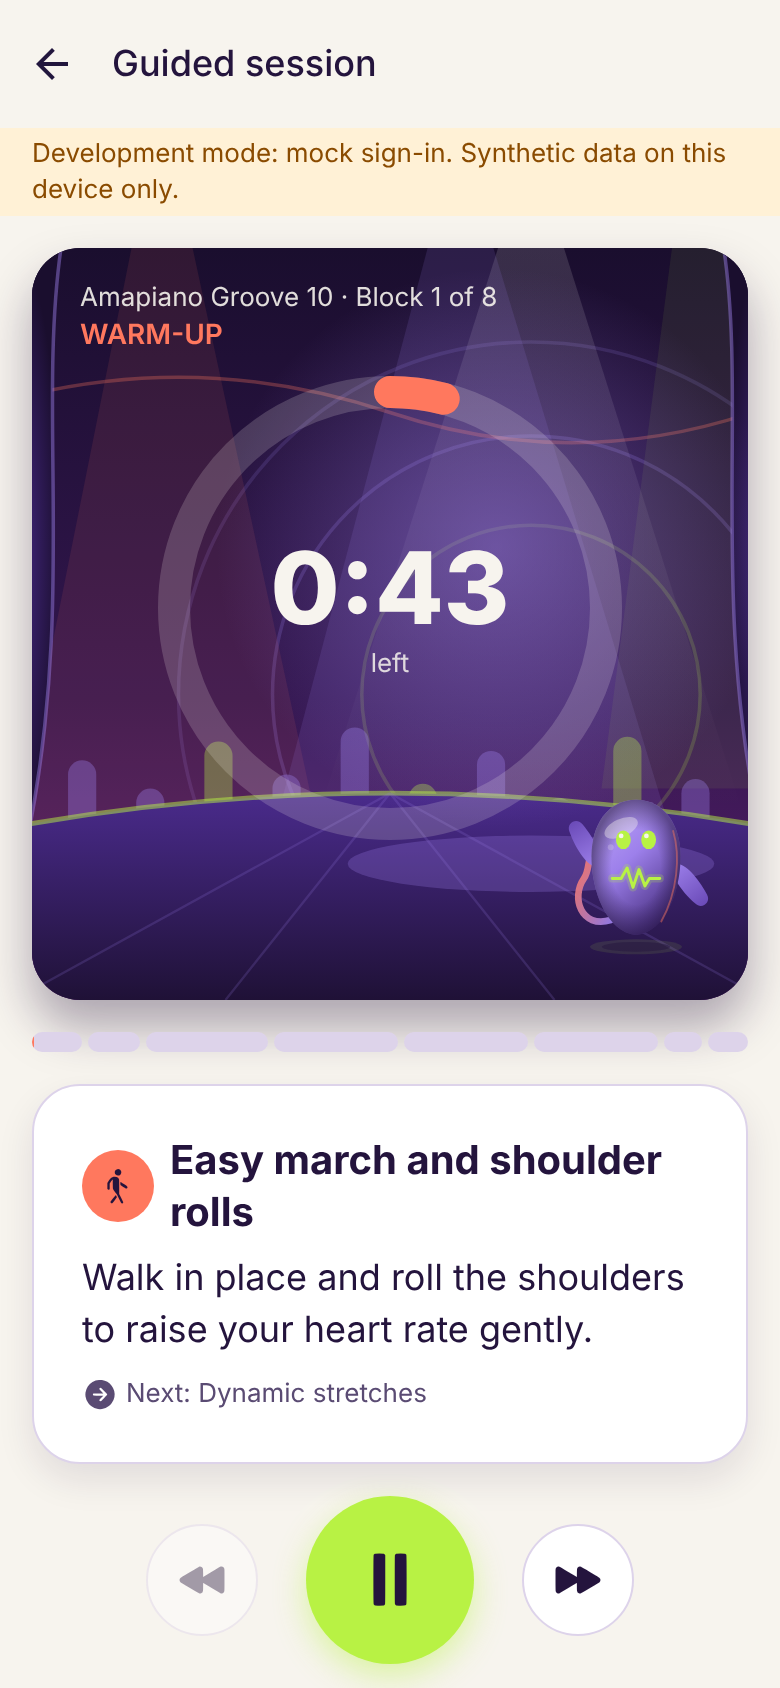 Guided session
Development mode: mock sign-in. Synthetic data on this
device only.
Amapiano Groove 10 · Block 1 of 8
WARM-UP
0:43
left
Easy march and shoulder
rolls
Walk in place and roll the shoulders
to raise your heart rate gently.
Next: Dynamic stretches